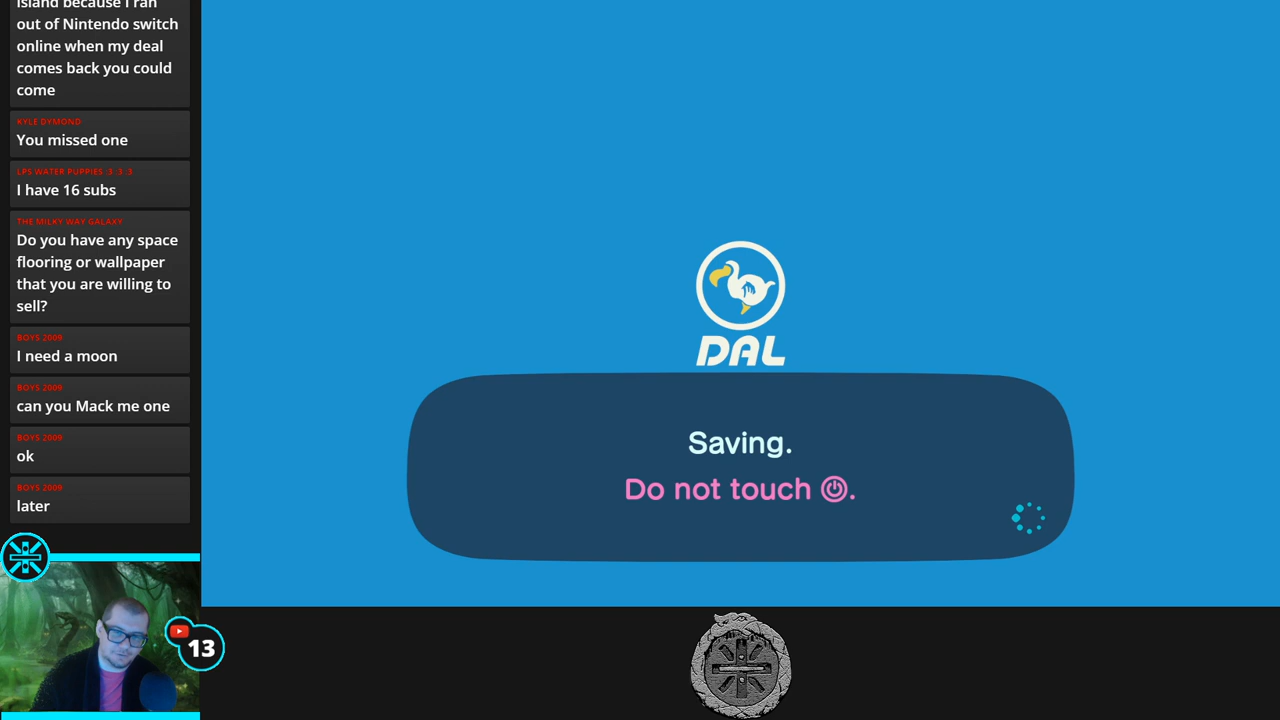 island because I ran
out of Nintendo switch
online when my deal
comes back you could
come
KYLE DYMOND
You missed one
LPS WATER PUPPIES :3 :3 :3
I have 16 subs
THE MILKY WAY GALAXY
Do you have any space
flooring or wallpaper
that you are willing to
sell?
BOYS 2009
I need a moon
BOYS 2009
can you Mack me one
BOYS 2009
ok
BOYS 2009
later
DAL
Saving.
Do not touch ⏻.
13